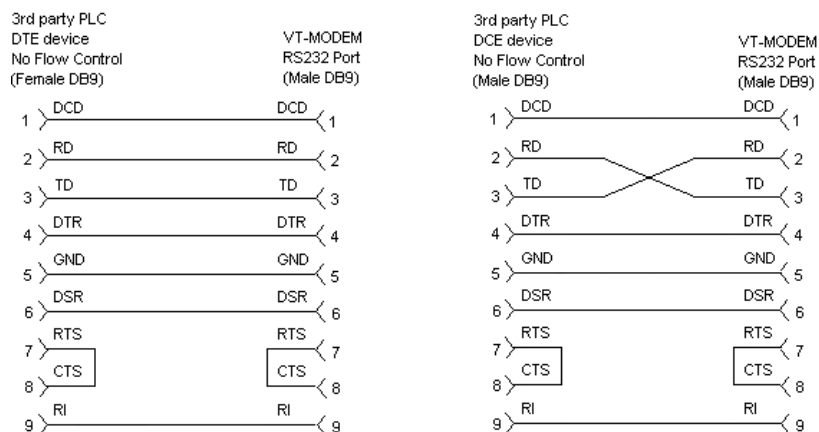 3rd party PLC
DTE device
No Flow Control
(Female DB9)
VT-MODEM
RS232 Port
(Male DB9)
DCD DCD
1 1
RD RD
2 2
TD TD
3 3
DTR DTR
4 4
GND GND
5 5
DSR DSR
6 6
RTS RTS
7 7
CTS CTS
8 8
RI RI
9 9
3rd party PLC
DCE device
No Flow Control
(Male DB9)
VT-MODEM
RS232 Port
(Male DB9)
DCD DCD
1 1
RD RD
2 2
TD TD
3 3
DTR DTR
4 4
GND GND
5 5
DSR DSR
6 6
RTS RTS
7 7
CTS CTS
8 8
RI RI
9 9